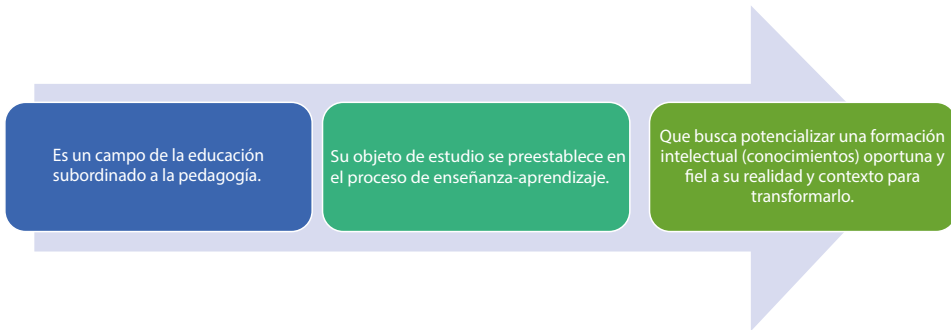 Es un campo de la educación
subordinado a la pedagogía.
Su objeto de estudio se preestablece en
el proceso de enseñanza-aprendizaje.
Que busca potencializar una formación
intelectual (conocimientos) oportuna y
fiel a su realidad y contexto para
transformarlo.